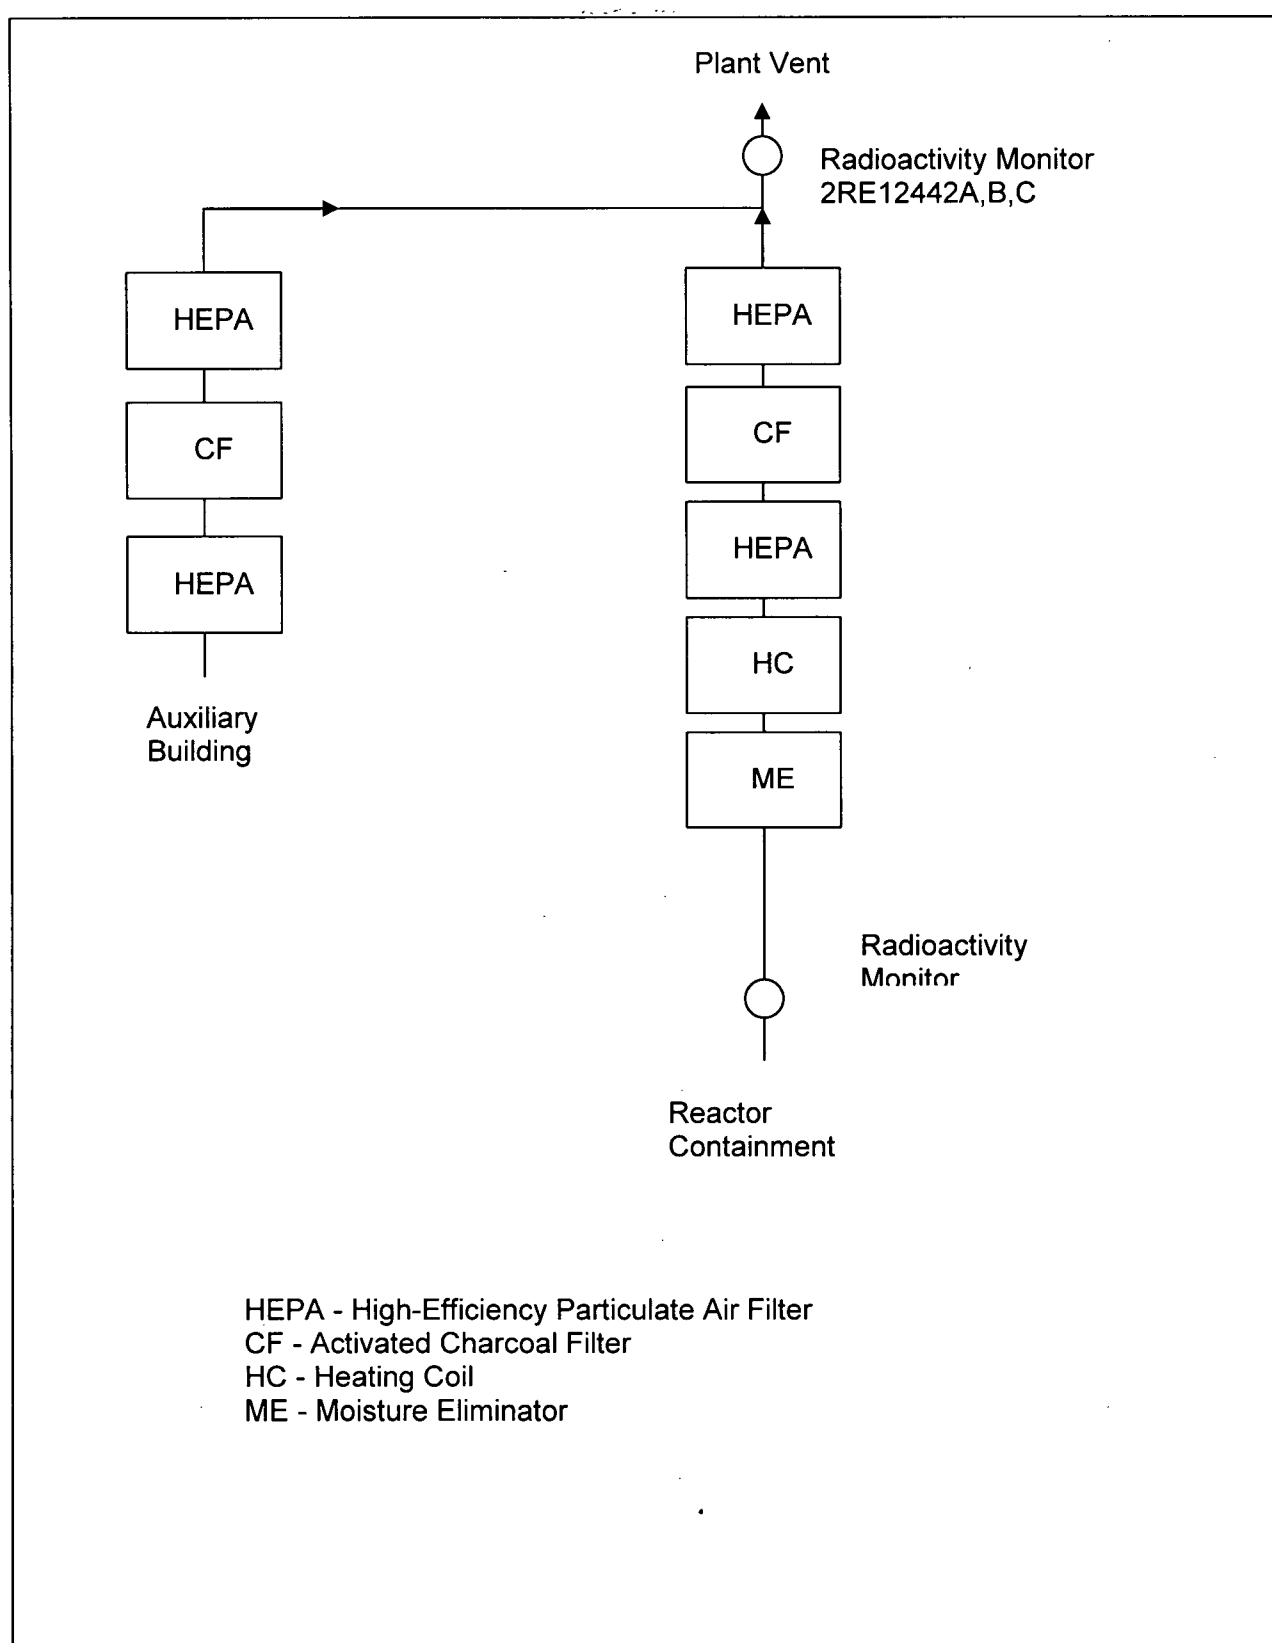 Plant Vent
Radioactivity Monitor
2RE12442A,B,C
HEPA
HEPA
CF
CF
HEPA
HEPA
HC
Auxiliary
Building
ME
Radioactivity
Monitor
Reactor
Containment
HEPA - High-Efficiency Particulate Air Filter
CF - Activated Charcoal Filter
HC - Heating Coil
ME - Moisture Eliminator